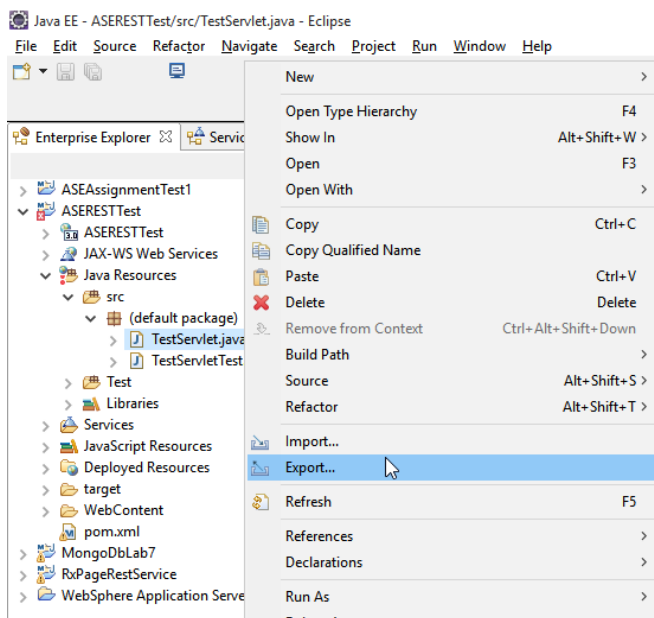 Java EE - ASERESTTest/src/TestServlet.java - Eclipse
File Edit Source Refactor Navigate Search Project Run Window Help
Enterprise Explorer Servic
ASEAssignmentTest1
ASERESTTest
3.0 ASERESTTest
JAX-WS Web Services
Java Resources
src
(default package)
TestServlet.java
TestServletTest
Test
Libraries
Services
JavaScript Resources
Deployed Resources
target
WebContent
pom.xml
MongoDbLab7
RxPageRestService
WebSphere Application Serve
New
Open Type Hierarchy F4
Show In Alt+Shift+W
Open F3
Open With
Copy Ctrl+C
Copy Qualified Name
Paste Ctrl+V
Delete Delete
Remove from Context Ctrl+Alt+Shift+Down
Build Path
Source Alt+Shift+S
Refactor Alt+Shift+T
Import...
Export...
Refresh F5
References
Declarations
Run As